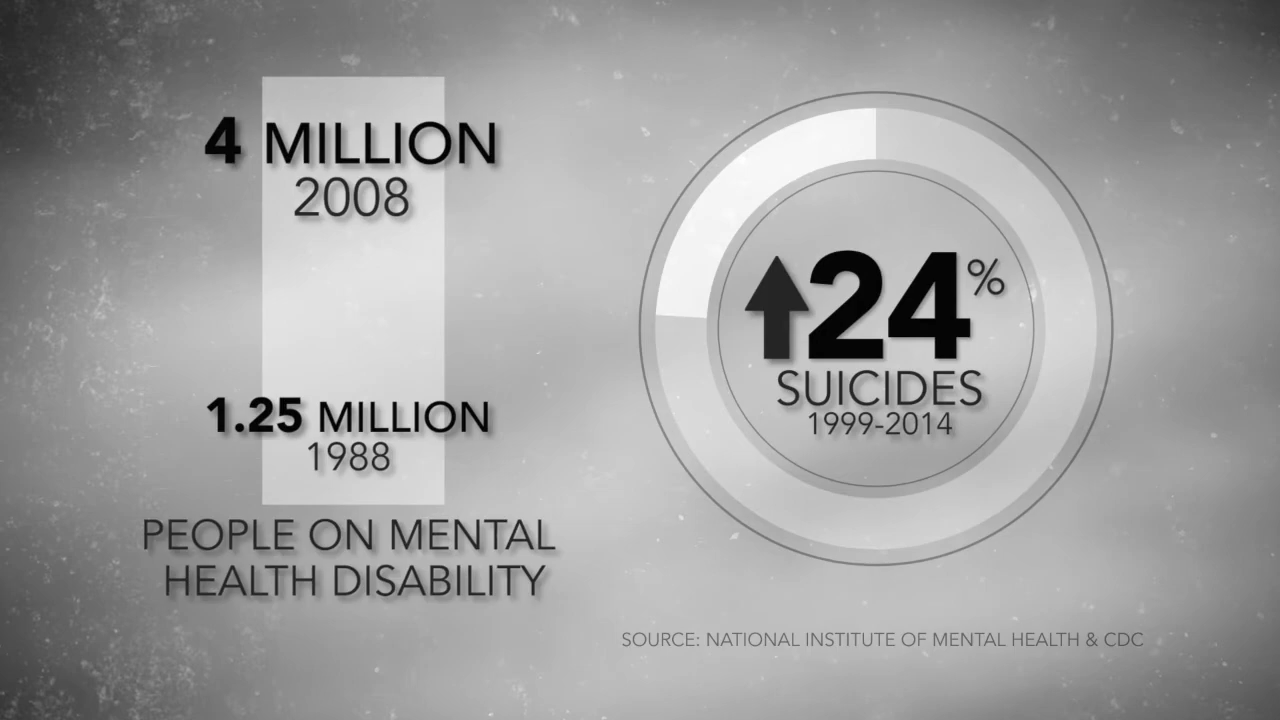 4 MILLION
2008
1.25 MILLION
1988
PEOPLE ON MENTAL
HEALTH DISABILITY
24%
SUICIDES
1999-2014
SOURCE: NATIONAL INSTITUTE OF MENTAL HEALTH & CDC